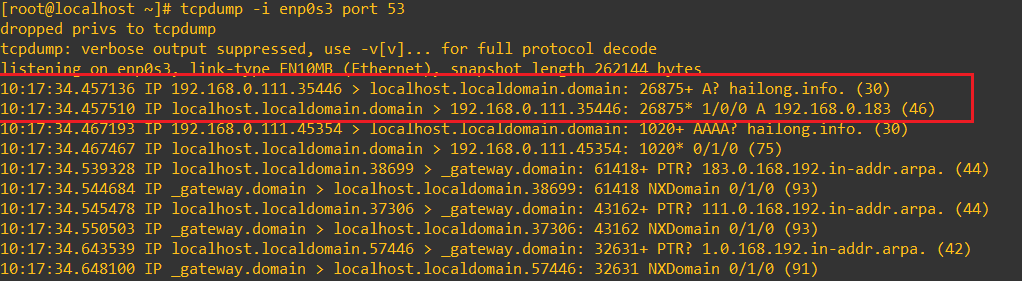 [root@localhost ~]# tcpdump -i enp0s3 port 53
dropped privs to tcpdump
tcpdump: verbose output suppressed, use -v[v]... for full protocol decode
listening on enp0s3, link-type EN10MB (Ethernet), snapshot length 262144 bytes
10:17:34.457136 IP 192.168.0.111.35446 > localhost.localdomain.domain: 26875+ A? hailong.info. (30)
10:17:34.457510 IP localhost.localdomain.domain > 192.168.0.111.35446: 26875* 1/0/0 A 192.168.0.183 (46)
10:17:34.467193 IP 192.168.0.111.45354 > localhost.localdomain.domain: 1020+ AAAA? hailong.info. (30)
10:17:34.467467 IP localhost.localdomain.domain > 192.168.0.111.45354: 1020* 0/1/0 (75)
10:17:34.539328 IP localhost.localdomain.38699 > _gateway.domain: 61418+ PTR? 183.0.168.192.in-addr.arpa. (44)
10:17:34.544684 IP _gateway.domain > localhost.localdomain.38699: 61418 NXDomain 0/1/0 (93)
10:17:34.545478 IP localhost.localdomain.37306 > _gateway.domain: 43162+ PTR? 111.0.168.192.in-addr.arpa. (44)
10:17:34.550503 IP _gateway.domain > localhost.localdomain.37306: 43162 NXDomain 0/1/0 (93)
10:17:34.643539 IP localhost.localdomain.57446 > _gateway.domain: 32631+ PTR? 1.0.168.192.in-addr.arpa. (42)
10:17:34.648100 IP _gateway.domain > localhost.localdomain.57446: 32631 NXDomain 0/1/0 (91)